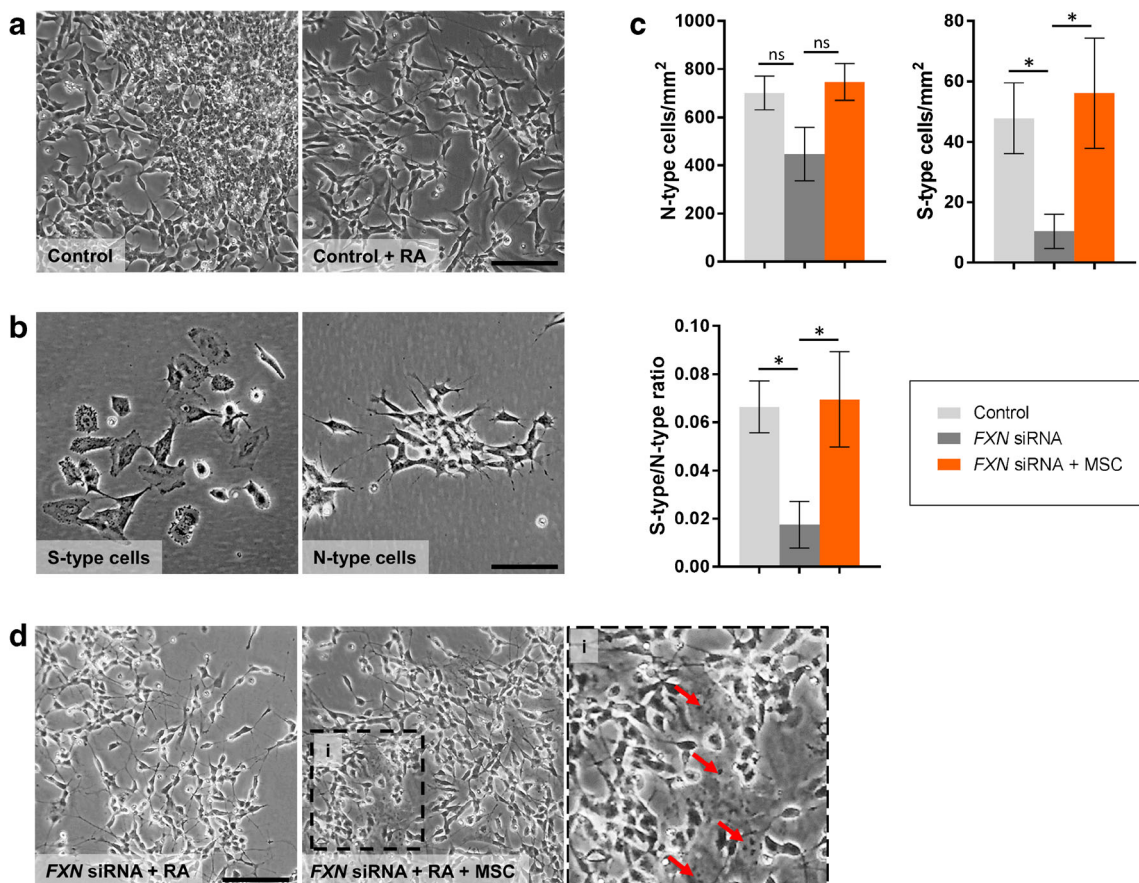 a
Control
Control + RA
b
S-type cells
N-type cells
c
N-type cells/mm²
1000
800
600
400
200
0
ns
ns
S-type cells/mm²
80
60
40
20
0
*
*
S-type/N-type ratio
0.10
0.08
0.06
0.04
0.02
0.00
*
*
Control
FXN siRNA
FXN siRNA + MSC
d
FXN siRNA + RA
i
FXN siRNA + RA + MSC
i